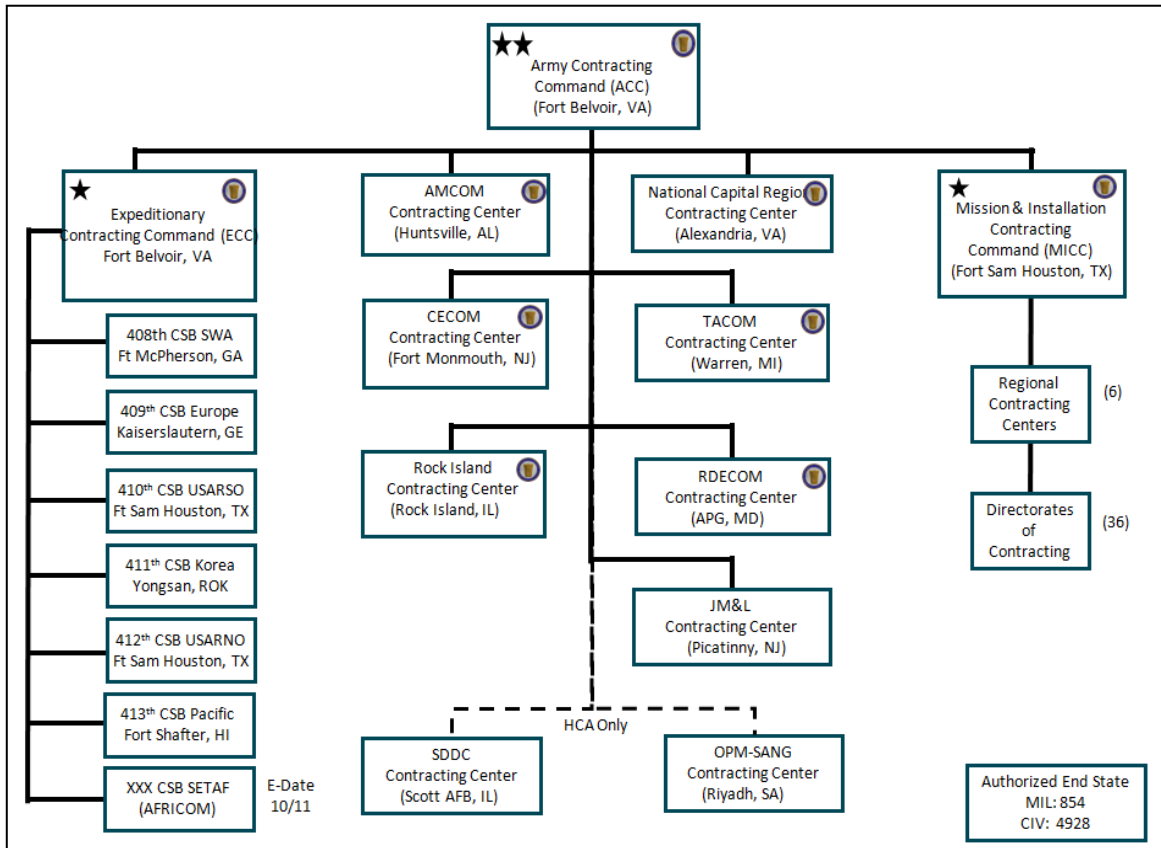 Army Contracting
Command (ACC)
(Fort Belvoir, VA)
Expeditionary
Contracting Command (ECC)
Fort Belvoir, VA
AMCOM
Contracting Center
(Huntsville, AL)
National Capital Region
Contracting Center
(Alexandria, VA)
Mission & Installation
Contracting
Command (MICC)
(Fort Sam Houston, TX)
408th CSB SWA
Ft McPherson, GA
409th CSB Europe
Kaiserslautern, GE
410th CSB USARSO
Ft Sam Houston, TX
411th CSB Korea
Yongsan, ROK
412th CSB USARNO
Ft Sam Houston, TX
413th CSB Pacific
Fort Shafter, HI
XXX CSB SETAF
(AFRICOM)
E-Date
10/11
CECOM
Contracting Center
(Fort Monmouth, NJ)
TACOM
Contracting Center
(Warren, MI)
Rock Island
Contracting Center
(Rock Island, IL)
RDECOM
Contracting Center
(APG, MD)
JM&L
Contracting Center
(Picatinny, NJ)
HCA Only
SDDC
Contracting Center
(Scott AFB, IL)
OPM-SANG
Contracting Center
(Riyadh, SA)
Regional
Contracting
Centers
(6)
Directorates
of
Contracting
(36)
Authorized End State
MIL: 854
CIV: 4928